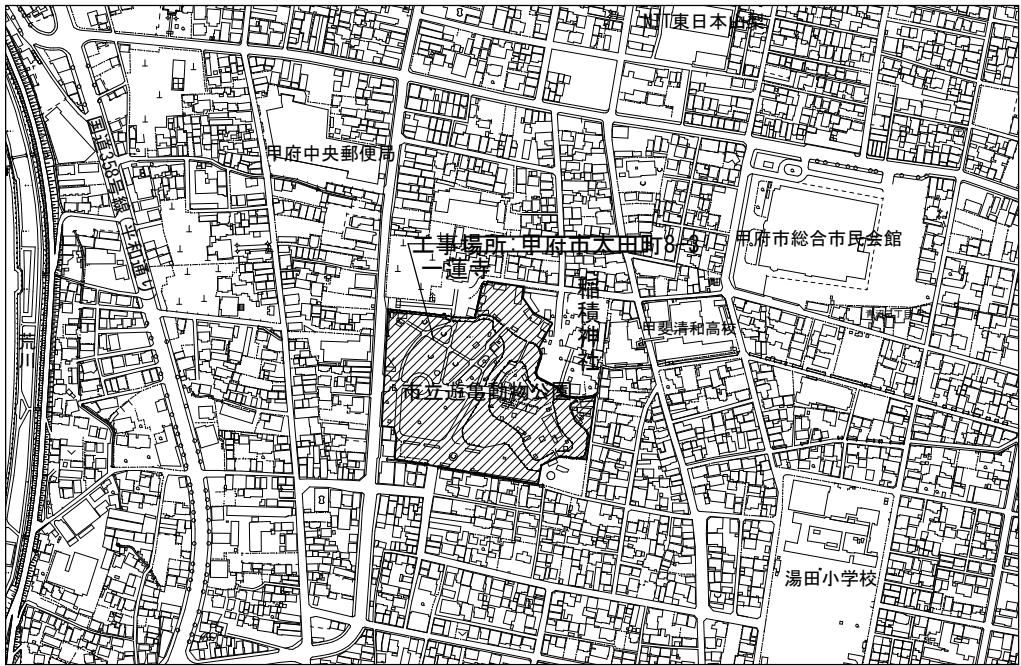 NTT東日本山梨
国道358号線
平和通り
甲府中央郵便局
工事場所：甲府市太田町8-3
一蓮寺
甲府市総合市民会館
稲積神社
甲斐清和高校
荒川
市立遊亀動物公園
湯田小学校